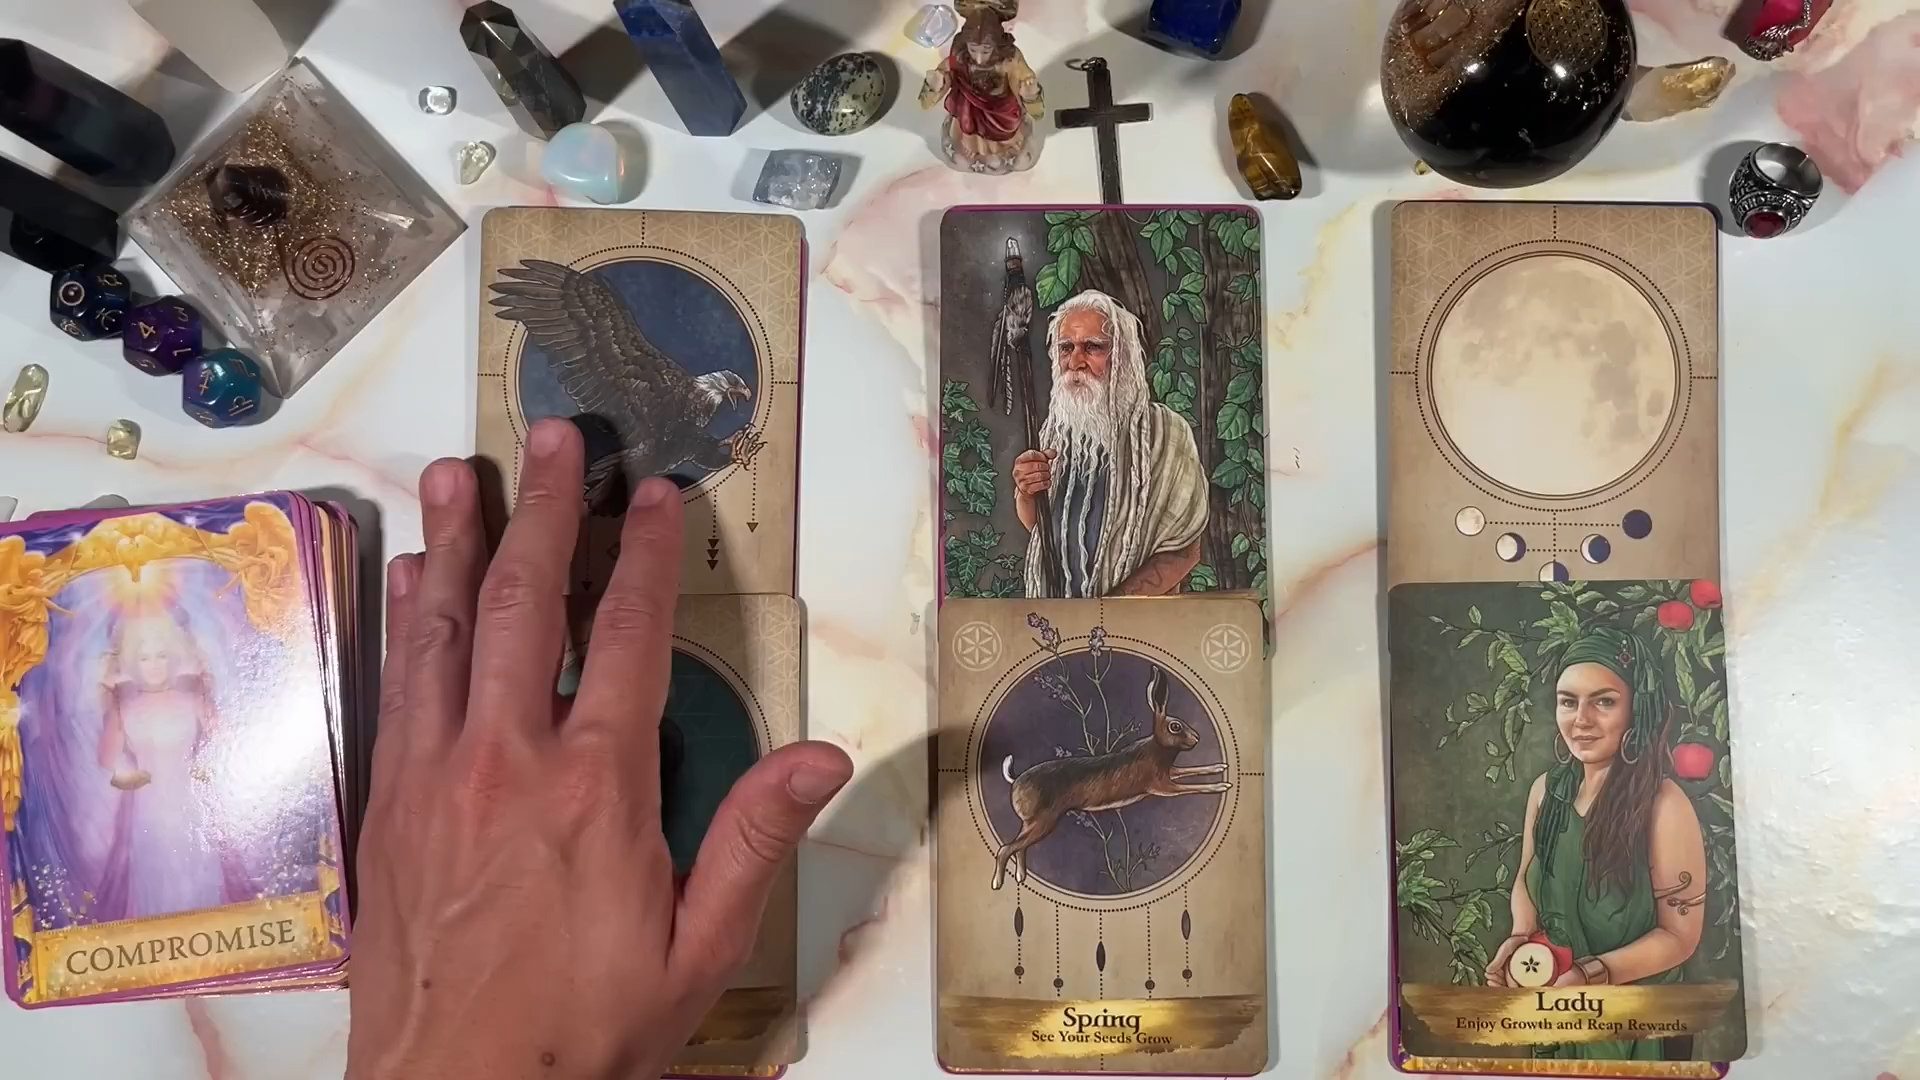 COMPROMISE
Spring
See Your Seeds Grow
Lady
Enjoy Growth and Reap Rewards